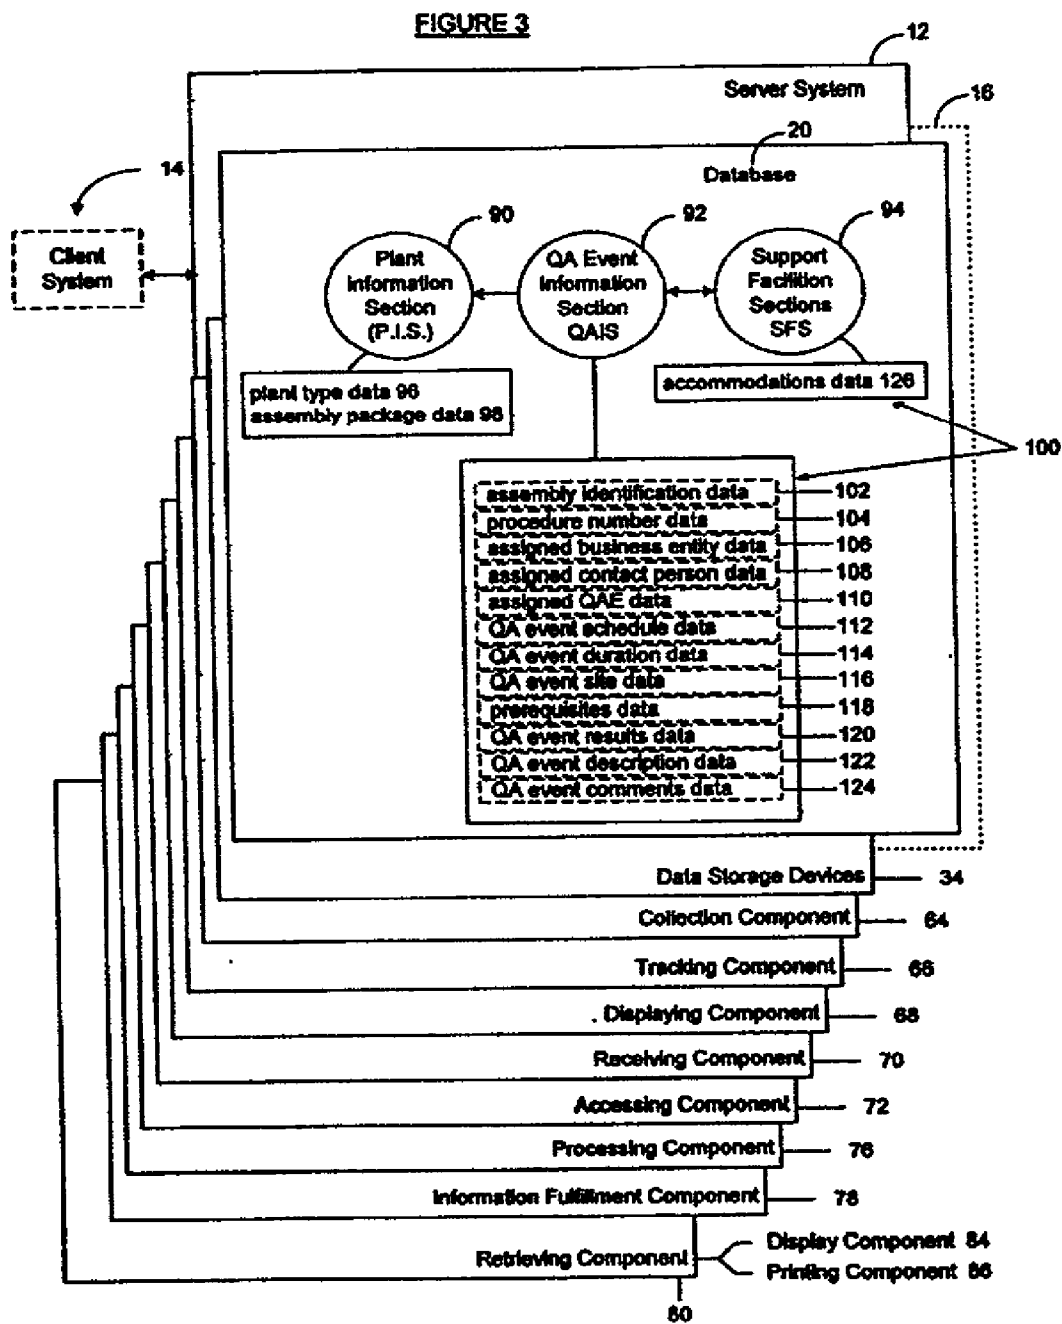 FIGURE 3
12
Server System
16
20
Database
14
Client
System
90
92
94
Plant
Information
Section
(P.I.S.)
QA Event
Information
Section
QAIS
Support
Facilition
Sections
SFS
plant type data 96
assembly package data 98
accommodations data 126
100
assembly identification data 102
procedure number data 104
assigned business entity data 106
assigned contact person data 108
assigned QAE data 110
QA event schedule data 112
QA event duration data 114
QA event site data 116
prerequisites data 118
QA event results data 120
QA event description data 122
QA event comments data 124
Data Storage Devices 34
Collection Component 64
Tracking Component 66
Displaying Component 68
Receiving Component 70
Accessing Component 72
Processing Component 76
Information Fulfillment Component 78
Retrieving Component
Display Component 84
Printing Component 86
80